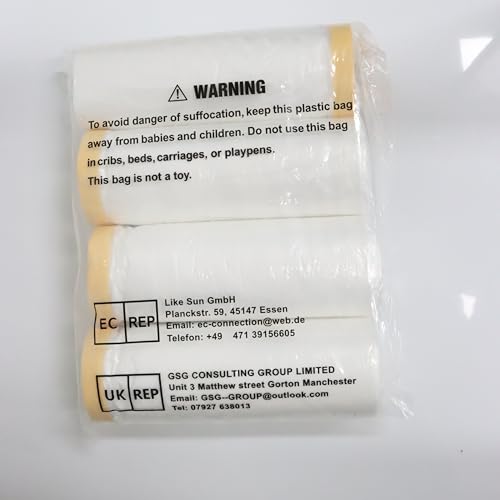 ⚠ WARNING
To avoid danger of suffocation, keep this plastic bag
away from babies and children. Do not use this bag
in cribs, beds, carriages, or playpens.
This bag is not a toy.
EC REP
Like Sun GmbH
Planckstr. 59, 45147 Essen
Email: ec-connection@web.de
Telefon: +49 471 39156605
UK REP
GSG CONSULTING GROUP LIMITED
Unit 3 Matthew street Gorton Manchester
Email: GSG--GROUP@outlook.com
Tel: 07927 638013